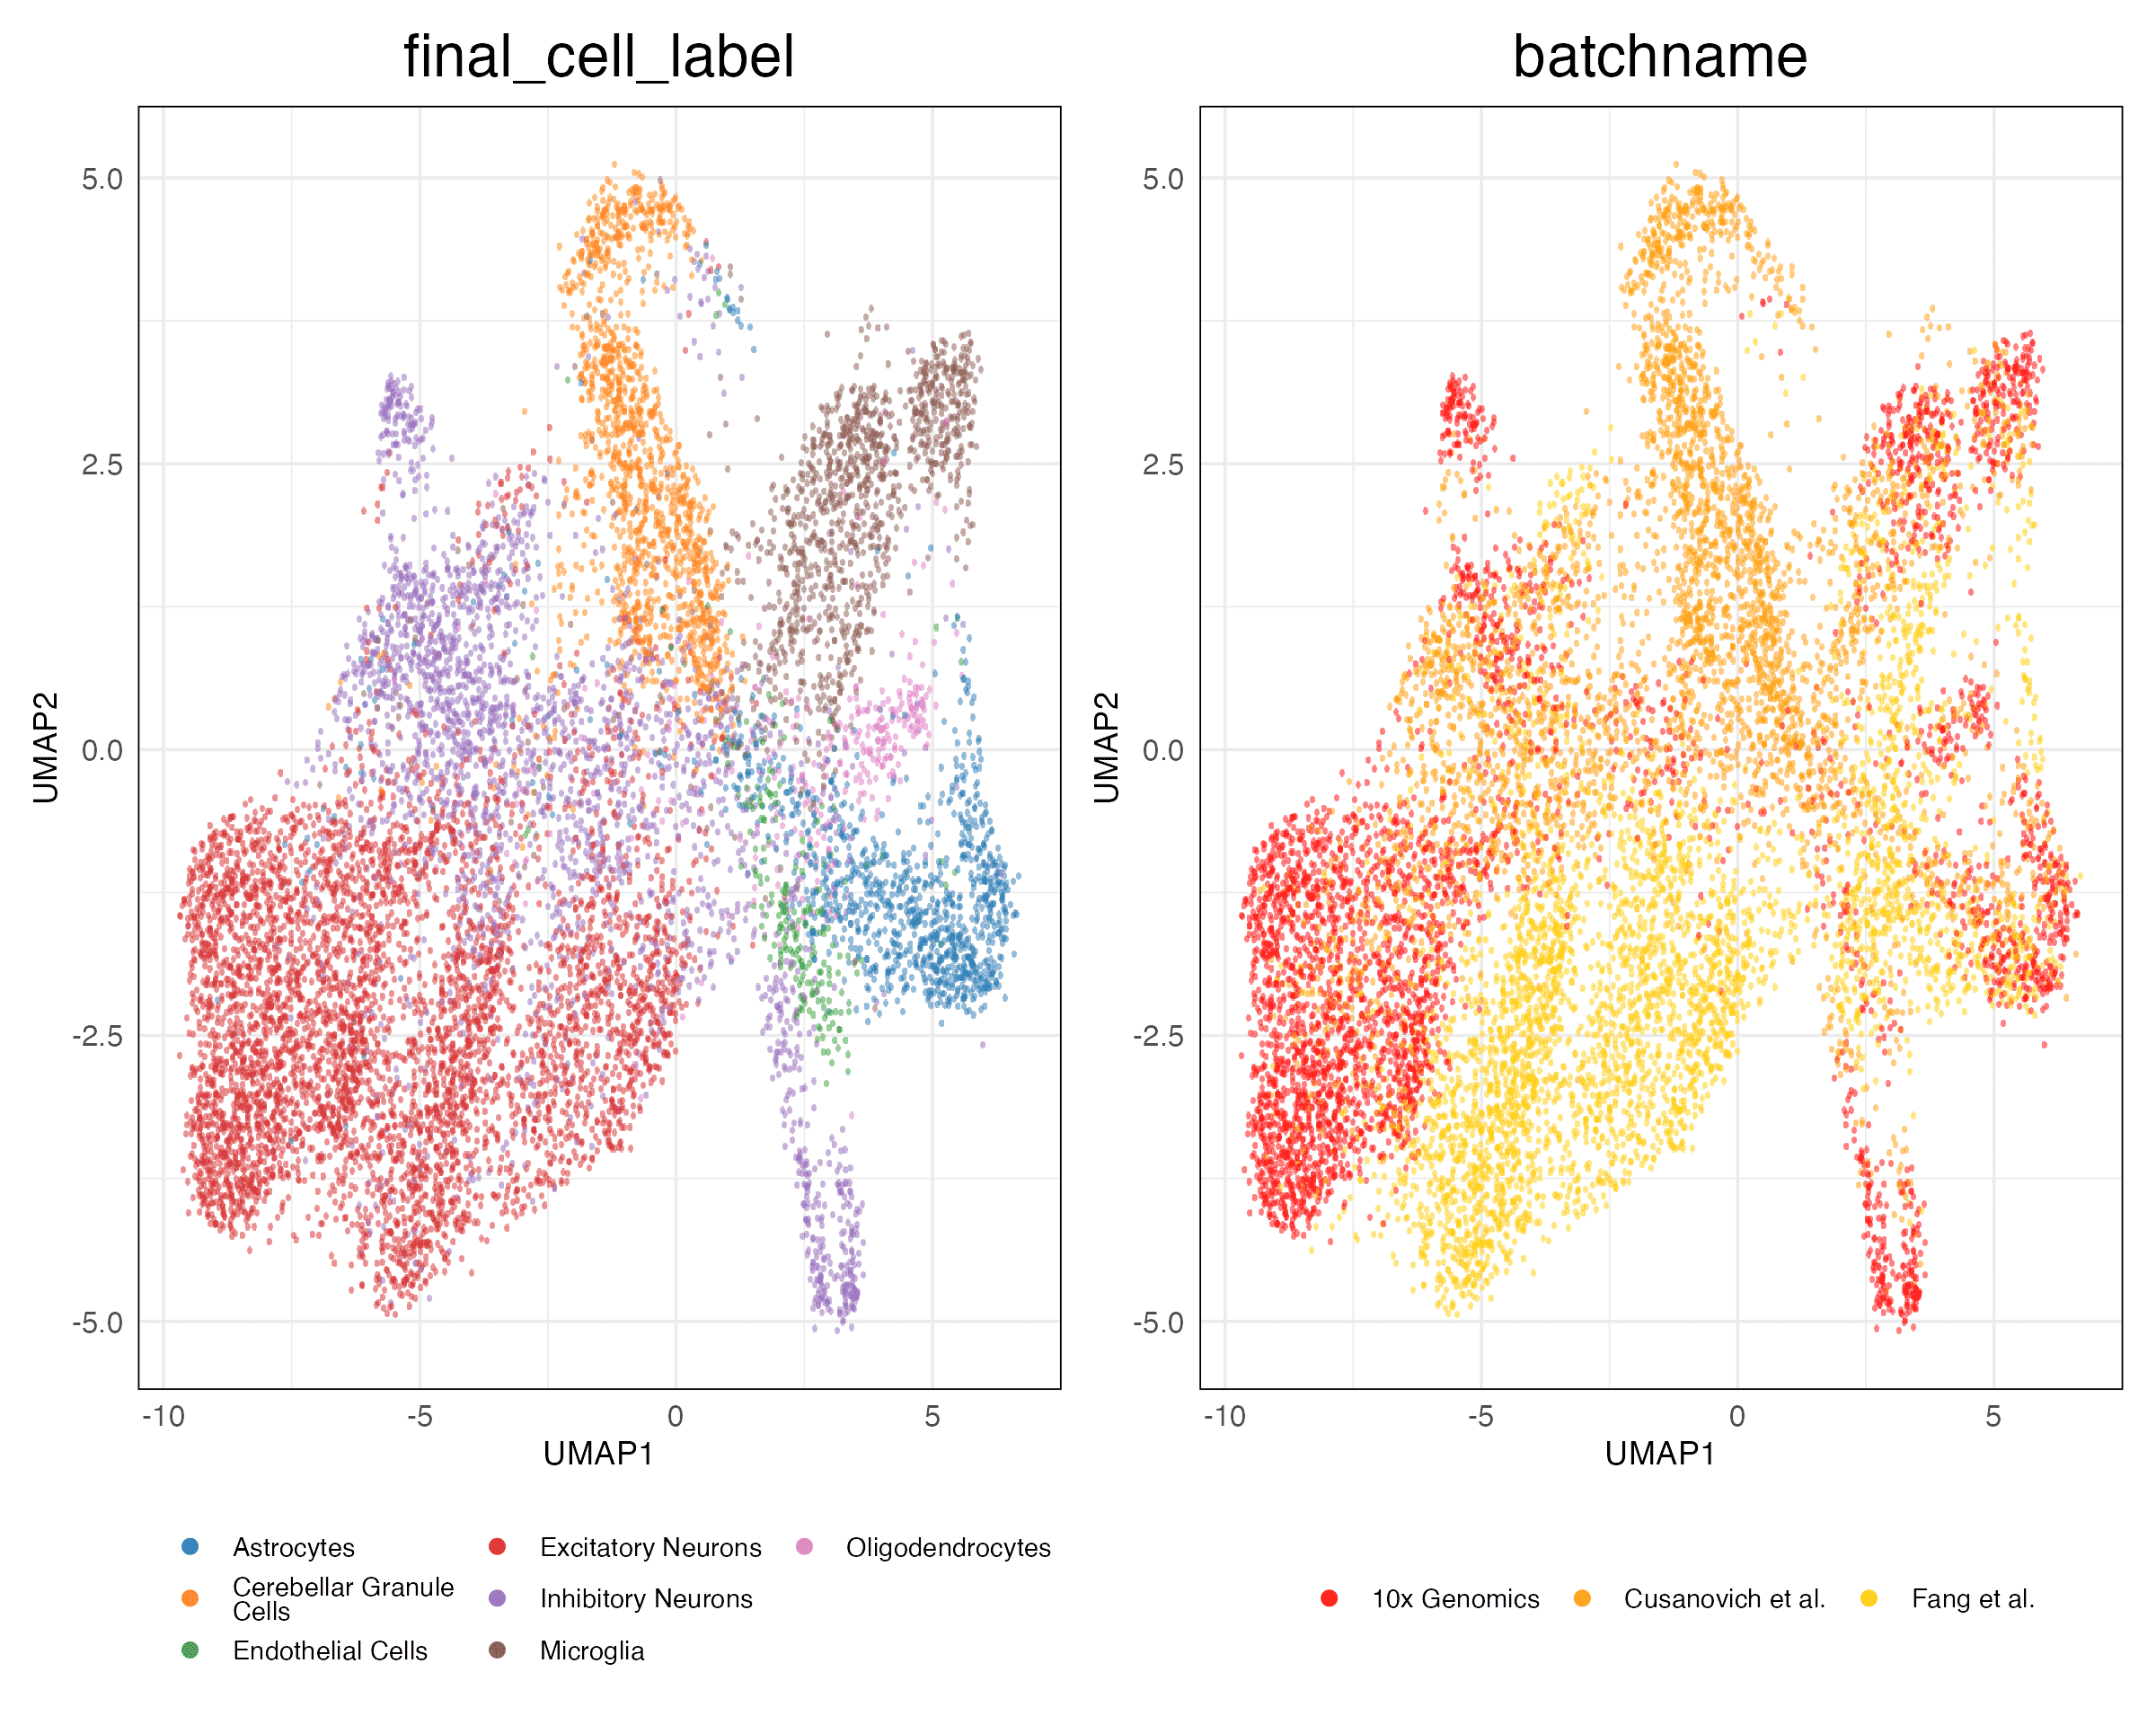 final_cell_label
batchname
5.0
2.5
0.0
-2.5
-5.0
UMAP2
-10
-5
0
5
UMAP1
5.0
2.5
0.0
-2.5
-5.0
UMAP2
-10
-5
0
5
UMAP1
Astrocytes
Cerebellar Granule
Cells
Endothelial Cells
Excitatory Neurons
Inhibitory Neurons
Microglia
Oligodendrocytes
10x Genomics
Cusanovich et al.
Fang et al.